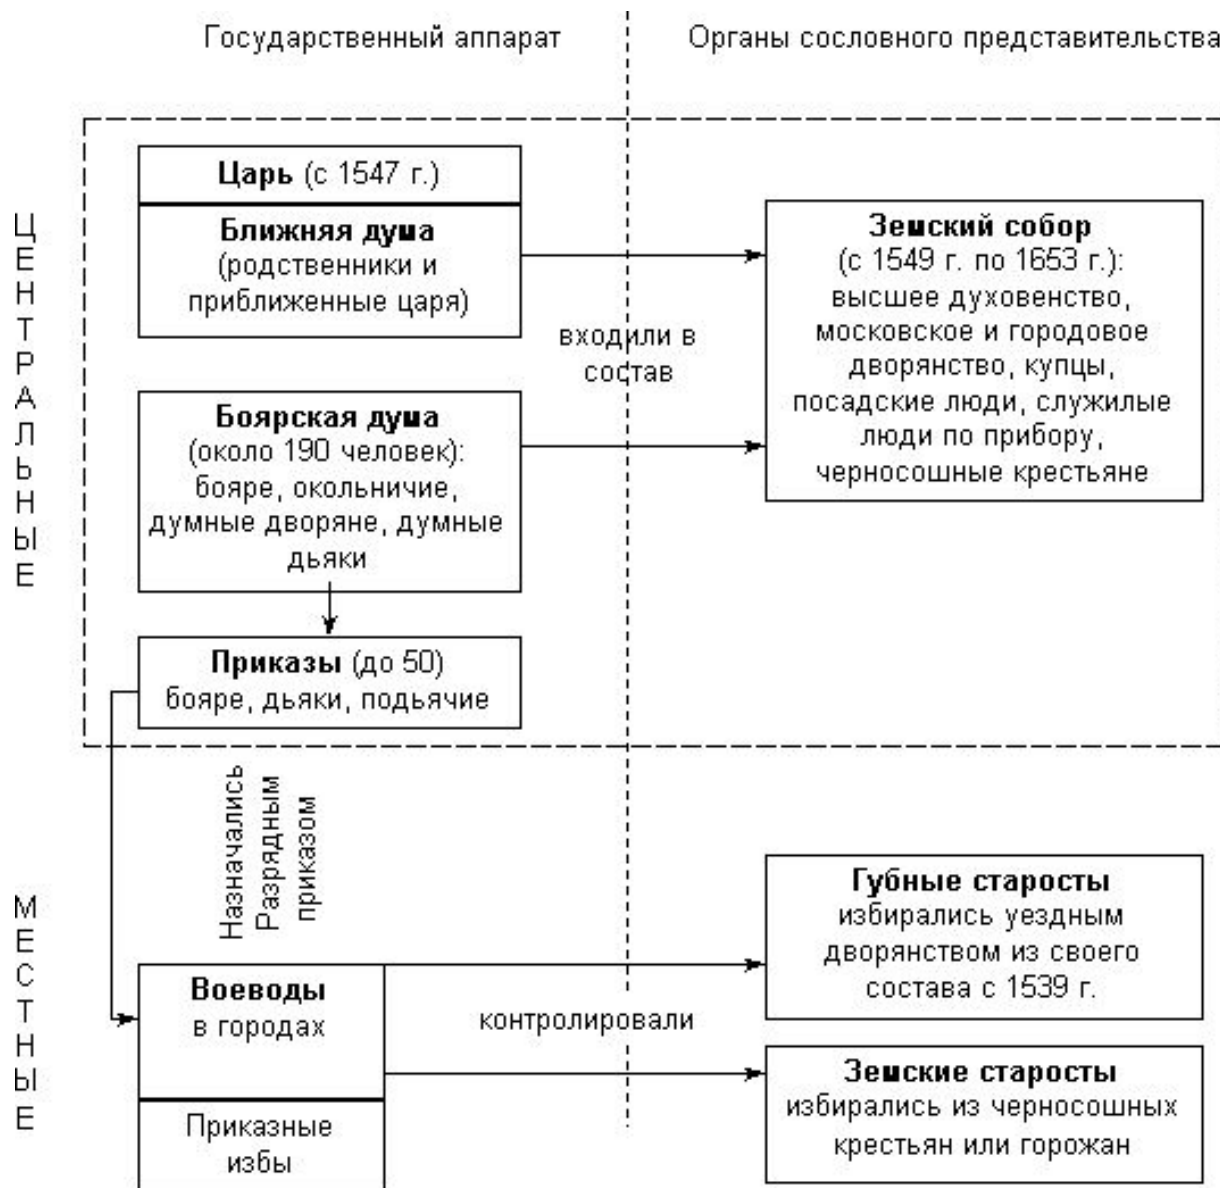 Государственный аппарат
Органы сословного представительства
ЦЕНТРАЛЬНЫЕ
Царь (с 1547 г.)
Ближняя дума
(родственники и
приближенные царя)
входили в
состав
Земский собор
(с 1549 г. по 1653 г.):
высшее духовенство,
московское и городовое
дворянство, купцы,
посадские люди, служилые
люди по прибору,
черносошные крестьяне
Боярская дума
(около 190 человек):
бояре, окольничие,
думные дворяне, думные
дьяки
Приказы (до 50)
бояре, дьяки, подьячие
Назначались
Разрядным
приказом
МЕСТНЫЕ
Воеводы
в городах
Приказные
избы
контролировали
Губные старосты
избирались уездным
дворянством из своего
состава с 1539 г.
Земские старосты
избирались из черносошных
крестьян или горожан